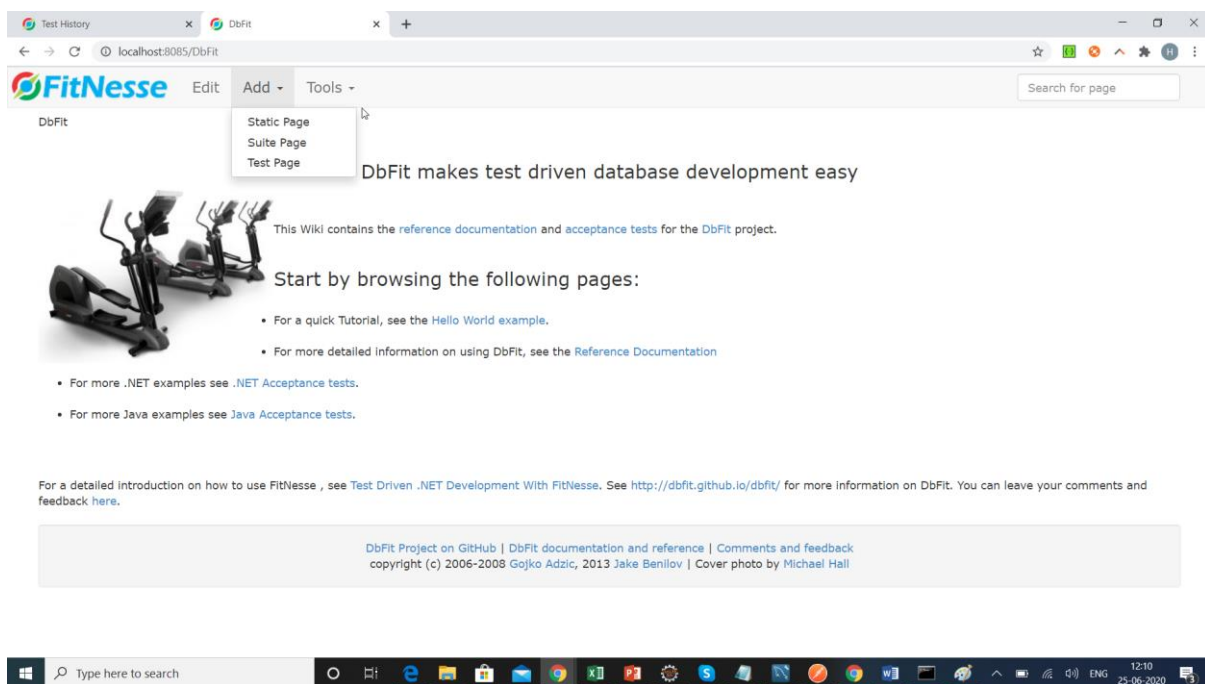 Test History
DbFit
localhost:8085/DbFit
H
FitNesse
Edit
Add
Tools
Search for page
DbFit
Static Page
Suite Page
Test Page
DbFit makes test driven database development easy
This Wiki contains the reference documentation and acceptance tests for the DbFit project.
Start by browsing the following pages:
• For a quick Tutorial, see the Hello World example.
• For more detailed information on using DbFit, see the Reference Documentation
• For more .NET examples see .NET Acceptance tests.
• For more Java examples see Java Acceptance tests.
For a detailed introduction on how to use FitNesse , see Test Driven .NET Development With FitNesse. See http://dbfit.github.io/dbfit/ for more information on DbFit. You can leave your comments and
feedback here.
DbFit Project on GitHub | DbFit documentation and reference | Comments and feedback
copyright (c) 2006-2008 Gojko Adzic, 2013 Jake Benilov | Cover photo by Michael Hall
Type here to search
ENG
12:10
25-06-2020